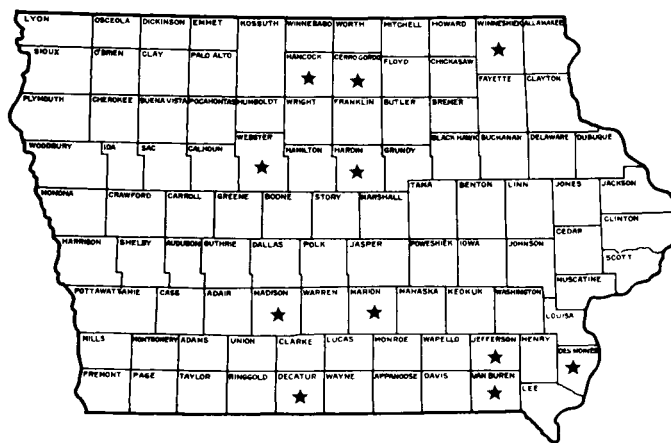 LYON OSCEOLA DICKINSON EMMET KOSSUTH WINNEBAGO WORTH MITCHELL HOWARD WINNESHIEK ALLAMAKEE
SIOUX O'BRIEN CLAY PALO ALTO HANCOCK CERRO GORDO FLOYD CHICKASAW
FAYETTE CLAYTON
PLYMOUTH CHEROKEE BUENA VISTA POCAHONTAS HUMBOLDT WRIGHT FRANKLIN BUTLER BREMER
WOODBURY IDA SAC CALHOUN WEBSTER HAMILTON HARDIN GRUNDY BLACK HAWK BUCHANAN DELAWARE DUBUQUE
MONONA CRAWFORD CARROLL GREENE BOONE STORY MARSHALL TAMA BENTON LINN JONES JACKSON
CLINTON
CEDAR
HARRISON SHELBY AUDUBON GUTHRIE DALLAS POLK JASPER POWESHIEK IOWA JOHNSON SCOTT
MUSCATINE
POTTAWATTAMIE CASS ADAIR MADISON WARREN MARION MAHASKA KEOKUK WASHINGTON
LOUISA
MILLS MONTGOMERY ADAMS UNION CLARKE LUCAS MONROE WAPELLO JEFFERSON HENRY DES MOINES
FREMONT PAGE TAYLOR RINGGOLD DECATUR WAYNE APPANOOSE DAVIS VAN BUREN LEE